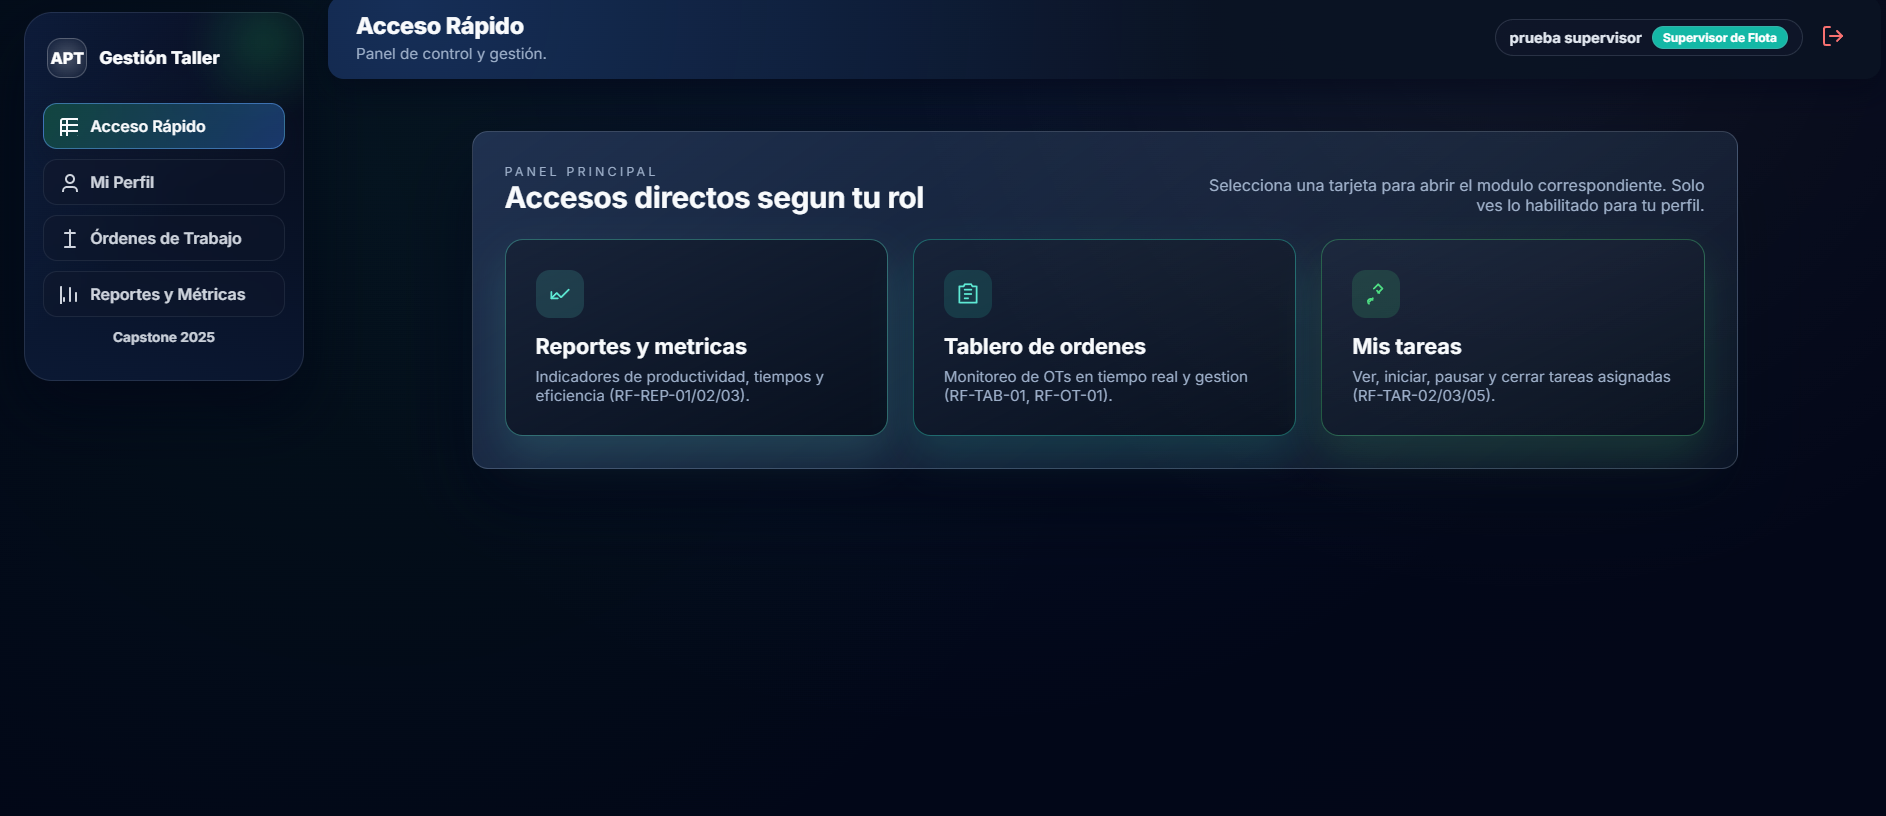 APT Gestión Taller
Acceso Rápido
Mi Perfil
Órdenes de Trabajo
Reportes y Métricas
Capstone 2025
Acceso Rápido
Panel de control y gestión.
prueba supervisor Supervisor de Flota
PANEL PRINCIPAL
Accesos directos segun tu rol
Selecciona una tarjeta para abrir el modulo correspondiente. Solo
ves lo habilitado para tu perfil.
Reportes y metricas
Indicadores de productividad, tiempos y
eficiencia (RF-REP-01/02/03).
Tablero de ordenes
Monitoreo de OTs en tiempo real y gestion
(RF-TAB-01, RF-OT-01).
Mis tareas
Ver, iniciar, pausar y cerrar tareas asignadas
(RF-TAR-02/03/05).